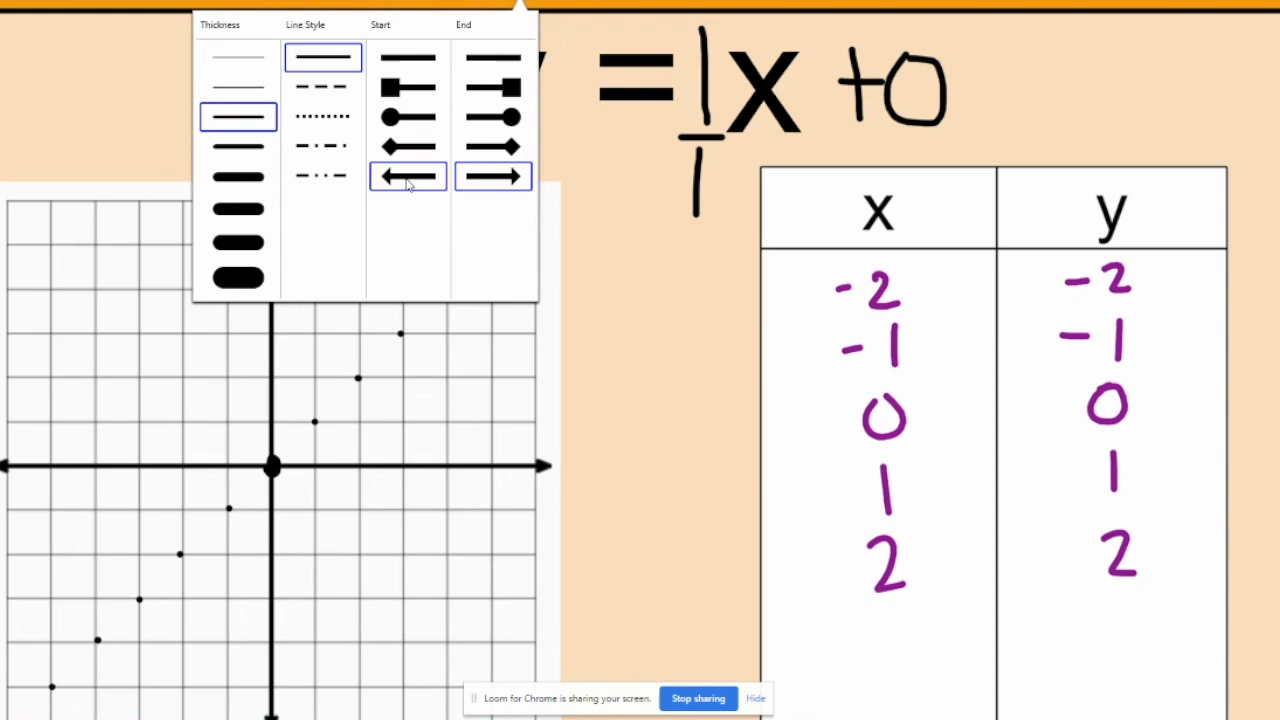 Thickness Line Style Start End
= 1/1 x +0
x y
-2 -2
-1 -1
0 0
1 1
2 2
Loom for Chrome is sharing your screen. Stop sharing Hide